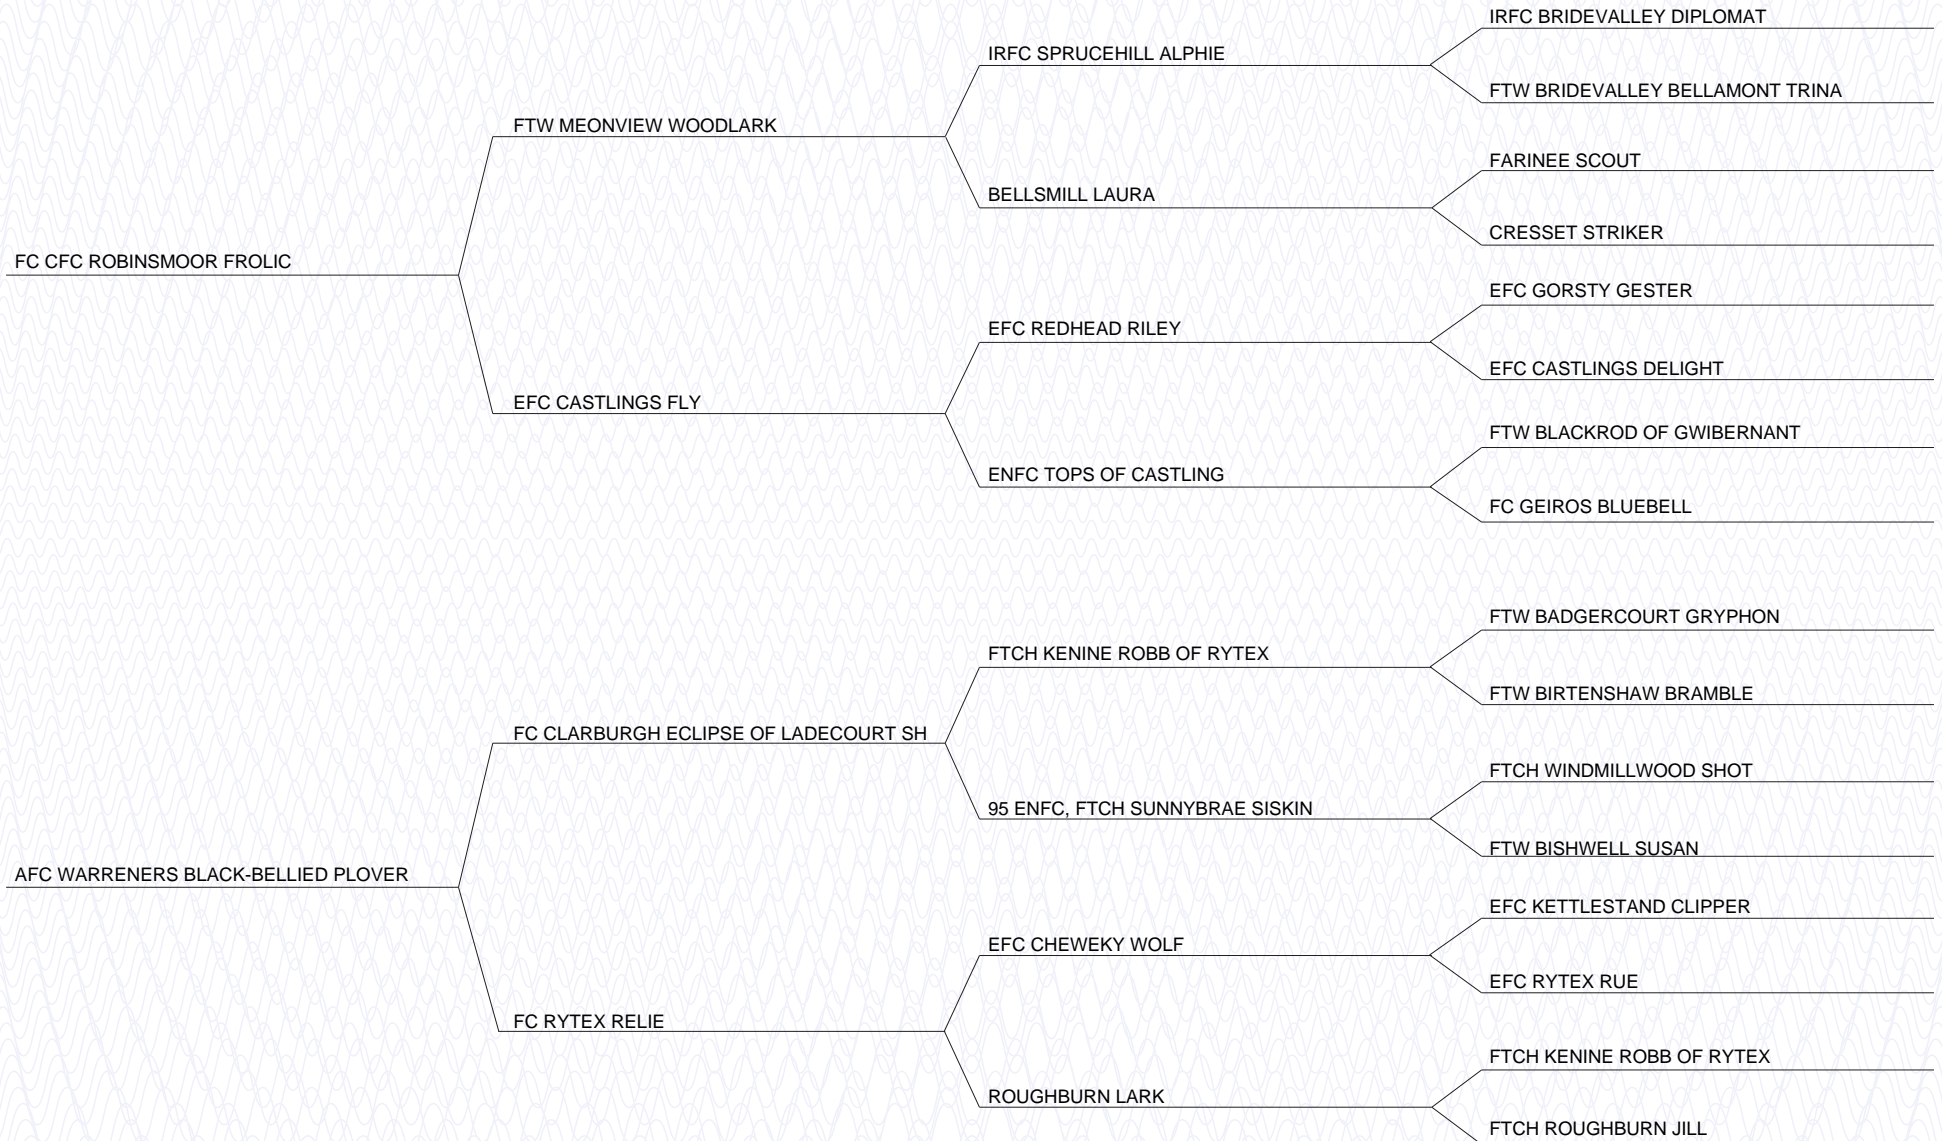 IRFC BRIDEVALLEY DIPLOMAT
IRFC SPRUCEHILL ALPHIE
FTW BRIDEVALLEY BELLAMONT TRINA
FTW MEONVIEW WOODLARK
FARINEE SCOUT
BELLSMILL LAURA
CRESSET STRIKER
FC CFC ROBINSMOOR FROLIC
EFC GORSTY GESTER
EFC REDHEAD RILEY
EFC CASTLINGS DELIGHT
EFC CASTLINGS FLY
FTW BLACKROD OF GWIBERNANT
ENFC TOPS OF CASTLING
FC GEIROS BLUEBELL
FTW BADGERCOURT GRYPHON
FTCH KENINE ROBB OF RYTEX
FTW BIRTENSHAW BRAMBLE
FC CLARBURGH ECLIPSE OF LADECOURT SH
FTCH WINDMILLWOOD SHOT
95 ENFC, FTCH SUNNYBRAE SISKIN
FTW BISHWELL SUSAN
AFC WARRENERS BLACK-BELLIED PLOVER
EFC KETTLESTAND CLIPPER
EFC CHEWEKY WOLF
EFC RYTEX RUE
FC RYTEX RELIE
FTCH KENINE ROBB OF RYTEX
ROUGHBURN LARK
FTCH ROUGHBURN JILL